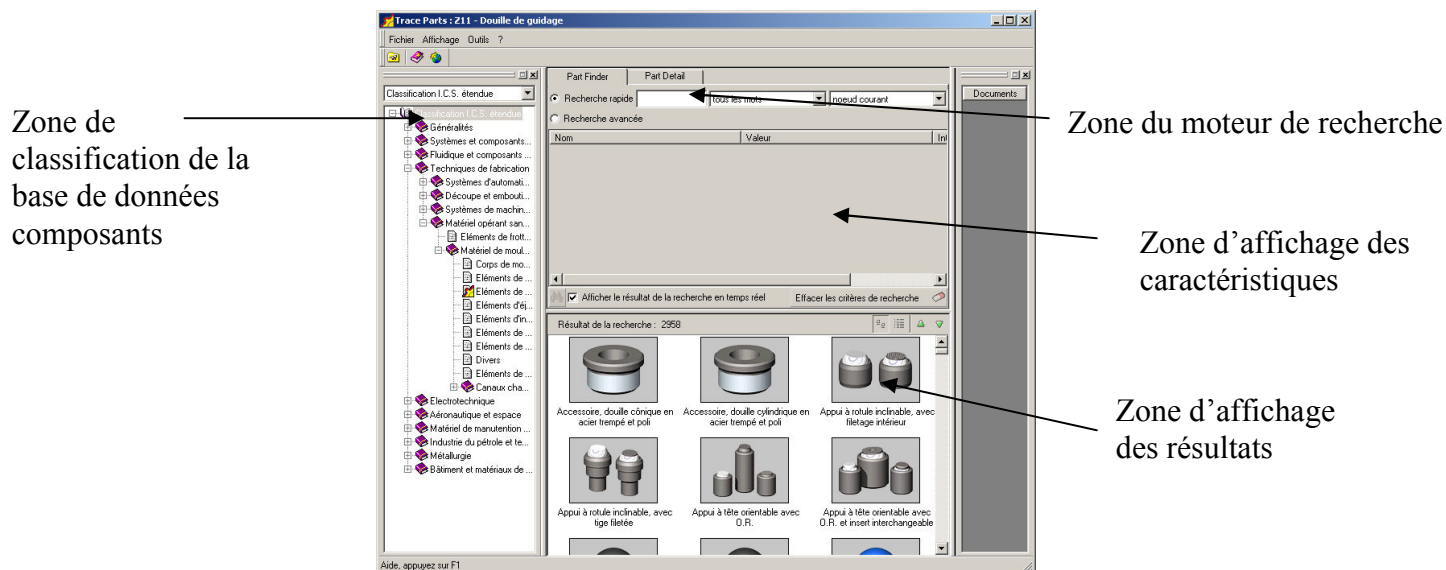 Zone de
classification de la
base de données
composants
Trace Parts : Z11 - Douille de guidage
Fichier Affichage Outils ?
Classification I.C.S. étendue
Classification I.C.S. étendue
Généralités
Systèmes et composants...
Fluidique et composants ...
Techniques de fabrication
Systèmes d'automati...
Découpe et embouti...
Systèmes de machin...
Matériel opérant san...
Eléments de frott...
Matériel de moul...
Corps de mo...
Eléments de ...
Eléments de ...
Eléments d'éj...
Eléments d'in...
Eléments de ...
Eléments de ...
Divers
Eléments de ...
Canaux cha...
Electrotechnique
Aéronautique et espace
Matériel de manutention ...
Industrie du pétrole et te...
Métallurgie
Bâtiment et matériaux de ...
Part Finder Part Detail
Recherche rapide tous les mots noeud courant
Recherche avancée
Nom Valeur Int
Afficher le résultat de la recherche en temps réel Effacer les critères de recherche
Résultat de la recherche : 2958
Accessoire, douille cônique en
acier trempé et poli
Accessoire, douille cylindrique en
acier trempé et poli
Appui à rotule inclinable, avec
filetage intérieur
Appui à rotule inclinable, avec
tige filetée
Appui à tête orientable avec
O.R.
Appui à tête orientable avec
O.R. et insert interchangeable
Documents
Aide, appuyez sur F1
Zone du moteur de recherche
Zone d'affichage des
caractéristiques
Zone d'affichage
des résultats